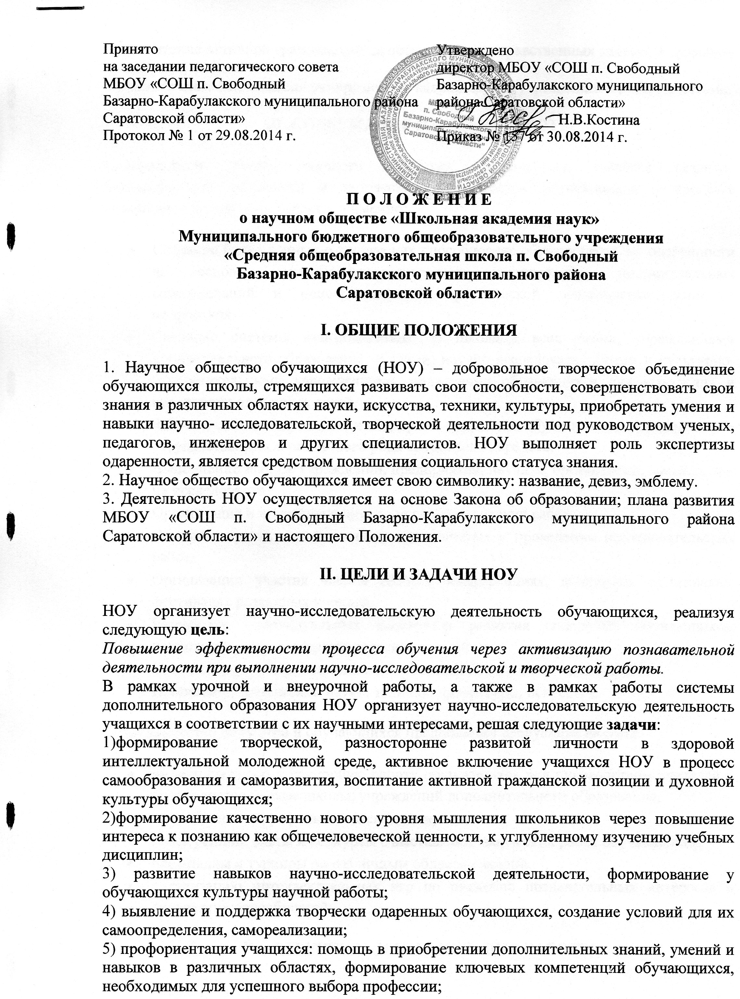 Принято
на заседании педагогического совета
МБОУ «СОШ п. Свободный
Базарно-Карабулакского муниципального района
Саратовской области»
Протокол № 1 от 29.08.2014 г.
Утверждено
директор МБОУ «СОШ п. Свободный
Базарно-Карабулакского муниципального
района Саратовской области»
Н.В.Костина
Приказ № от 30.08.2014 г.
МБОУ "СОШ
п. Свободный
Базарно-Карабулакского
муниципального района
Саратовской области"
П О Л О Ж Е Н И Е
о научном обществе «Школьная академия наук»
Муниципального бюджетного общеобразовательного учреждения
«Средняя общеобразовательная школа п. Свободный
Базарно-Карабулакского муниципального района
Саратовской области»
I. ОБЩИЕ ПОЛОЖЕНИЯ
1. Научное общество обучающихся (НОУ) – добровольное творческое объединение
обучающихся школы, стремящихся развивать свои способности, совершенствовать свои
знания в различных областях науки, искусства, техники, культуры, приобретать умения и
навыки научно- исследовательской, творческой деятельности под руководством ученых,
педагогов, инженеров и других специалистов. НОУ выполняет роль экспертизы
одаренности, является средством повышения социального статуса знания.
2. Научное общество обучающихся имеет свою символику: название, девиз, эмблему.
3. Деятельность НОУ осуществляется на основе Закона об образовании; плана развития
МБОУ «СОШ п. Свободный Базарно-Карабулакского муниципального района
Саратовской области» и настоящего Положения.
II. ЦЕЛИ И ЗАДАЧИ НОУ
НОУ организует научно-исследовательскую деятельность обучающихся, реализуя
следующую цель:
Повышение эффективности процесса обучения через активизацию познавательной
деятельности при выполнении научно-исследовательской и творческой работы.
В рамках урочной и внеурочной работы, а также в рамках работы системы
дополнительного образования НОУ организует научно-исследовательскую деятельность
учащихся в соответствии с их научными интересами, решая следующие задачи:
1)формирование творческой, разносторонне развитой личности в здоровой
интеллектуальной молодежной среде, активное включение учащихся НОУ в процесс
самообразования и саморазвития, воспитание активной гражданской позиции и духовной
культуры обучающихся;
2)формирование качественно нового уровня мышления школьников через повышение
интереса к познанию как общечеловеческой ценности, к углубленному изучению учебных
дисциплин;
3) развитие навыков научно-исследовательской деятельности, формирование у
обучающихся культуры научной работы;
4) выявление и поддержка творчески одаренных обучающихся, создание условий для их
самоопределения, самореализации;
5) профориентация учащихся: помощь в приобретении дополнительных знаний, умений и
навыков в различных областях, формирование ключевых компетенций обучающихся,
необходимых для успешного выбора профессии;